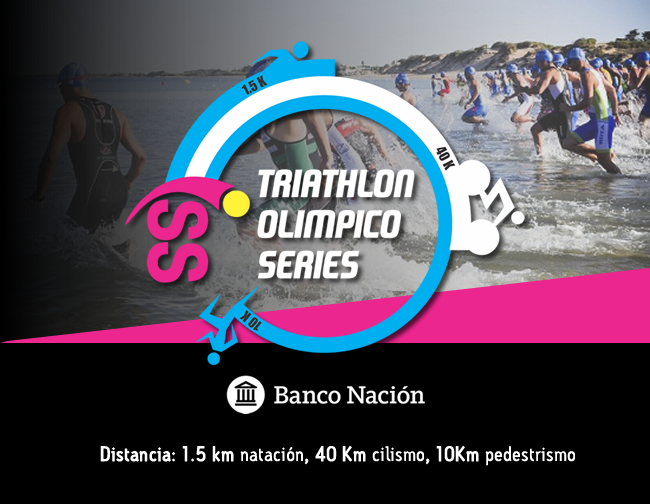 1.5 K
40 K
SS
TRIATHLON
OLIMPICO
SERIES
10 K
Banco Nación
Distancia: 1.5 km natación, 40 Km cilismo, 10Km pedestrismo